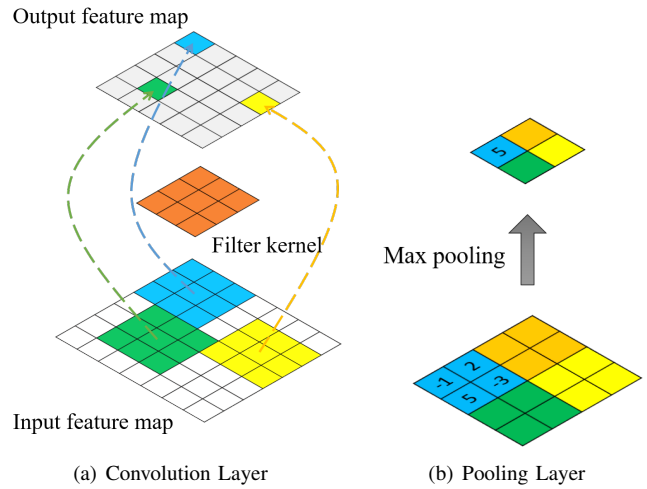 Output feature map
Filter kernel
Input feature map
(a) Convolution Layer
5
Max pooling
2
-1
-3
5
(b) Pooling Layer